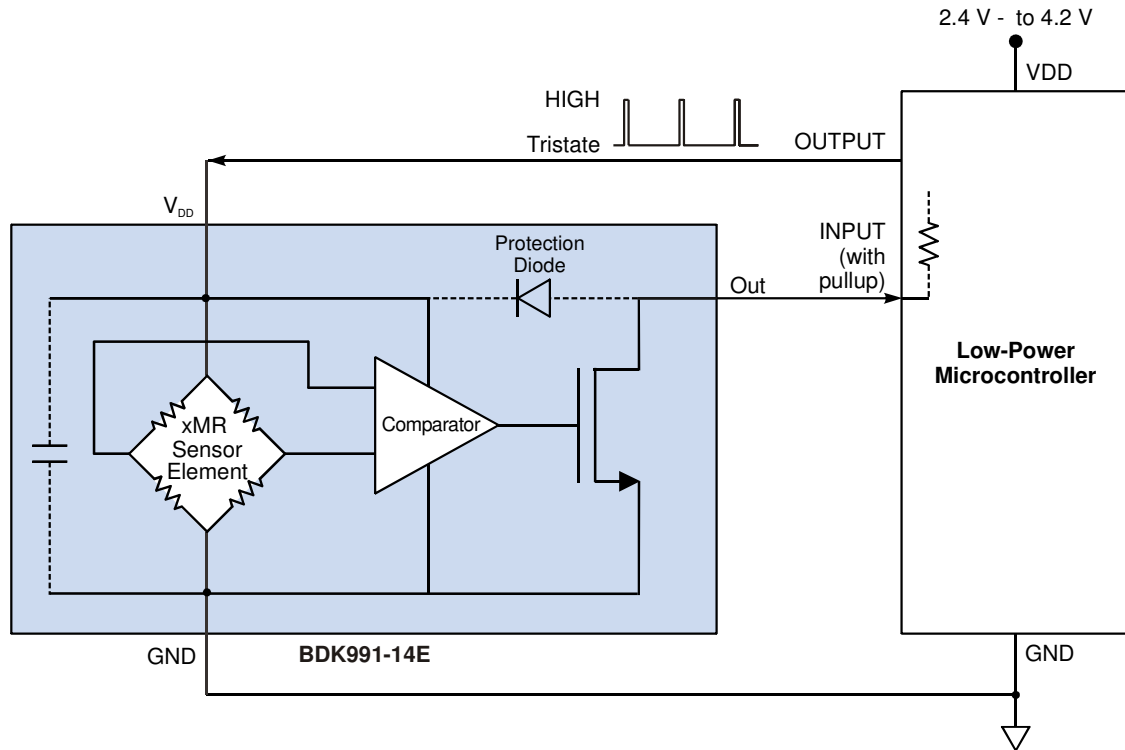 2.4 V - to 4.2 V
VDD
HIGH
Tristate
OUTPUT
VDD
Protection
Diode
INPUT
(with
pullup)
Out
Low-Power
Microcontroller
xMR
Sensor
Element
Comparator
GND
BDK991-14E
GND